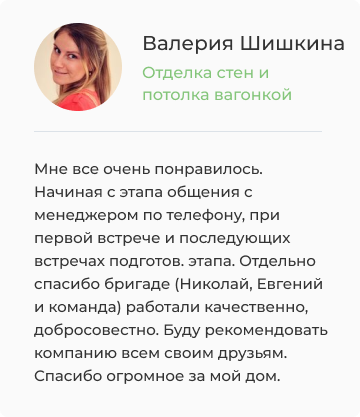 Валерия Шишкина
Отделка стен и
потолка вагонкой
Мне все очень понравилось.
Начиная с этапа общения с
менеджером по телефону, при
первой встрече и последующих
встречах подготов. этапа. Отдельно
спасибо бригаде (Николай, Евгений
и команда) работали качественно,
добросовестно. Буду рекомендовать
компанию всем своим друзьям.
Спасибо огромное за мой дом.